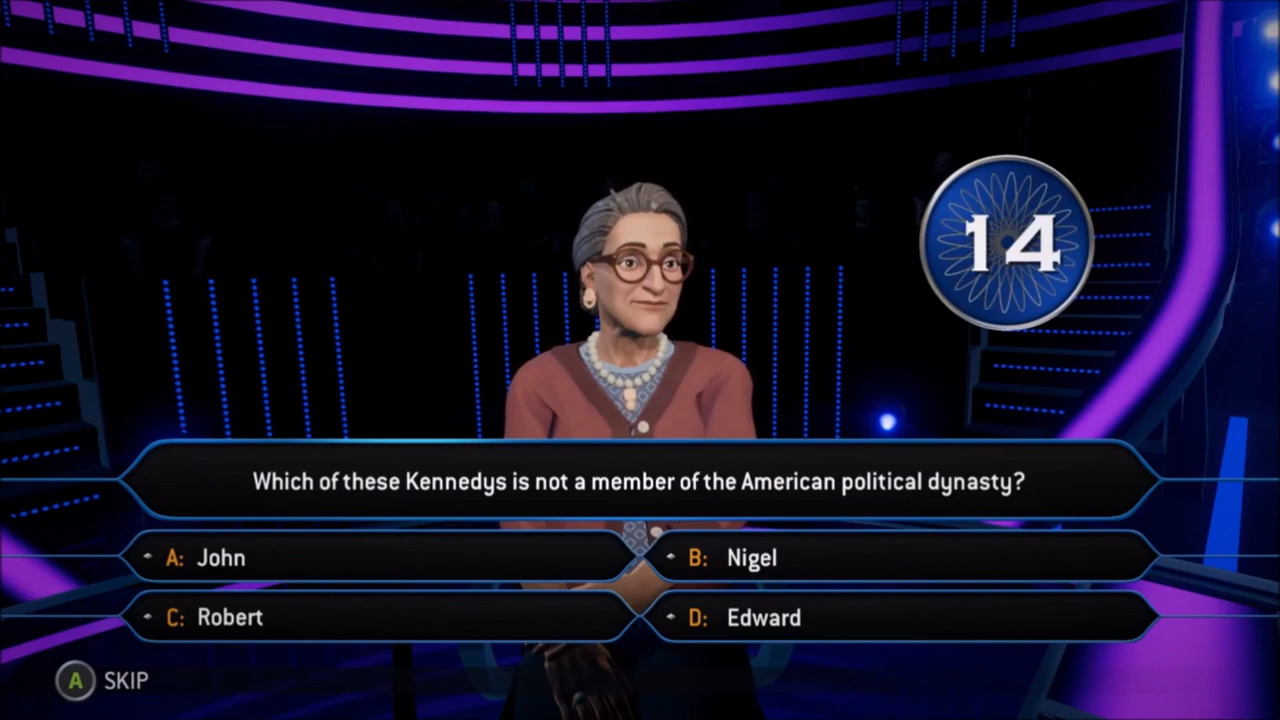 14
Which of these Kennedys is not a member of the American political dynasty?
A: John
B: Nigel
C: Robert
D: Edward
A SKIP